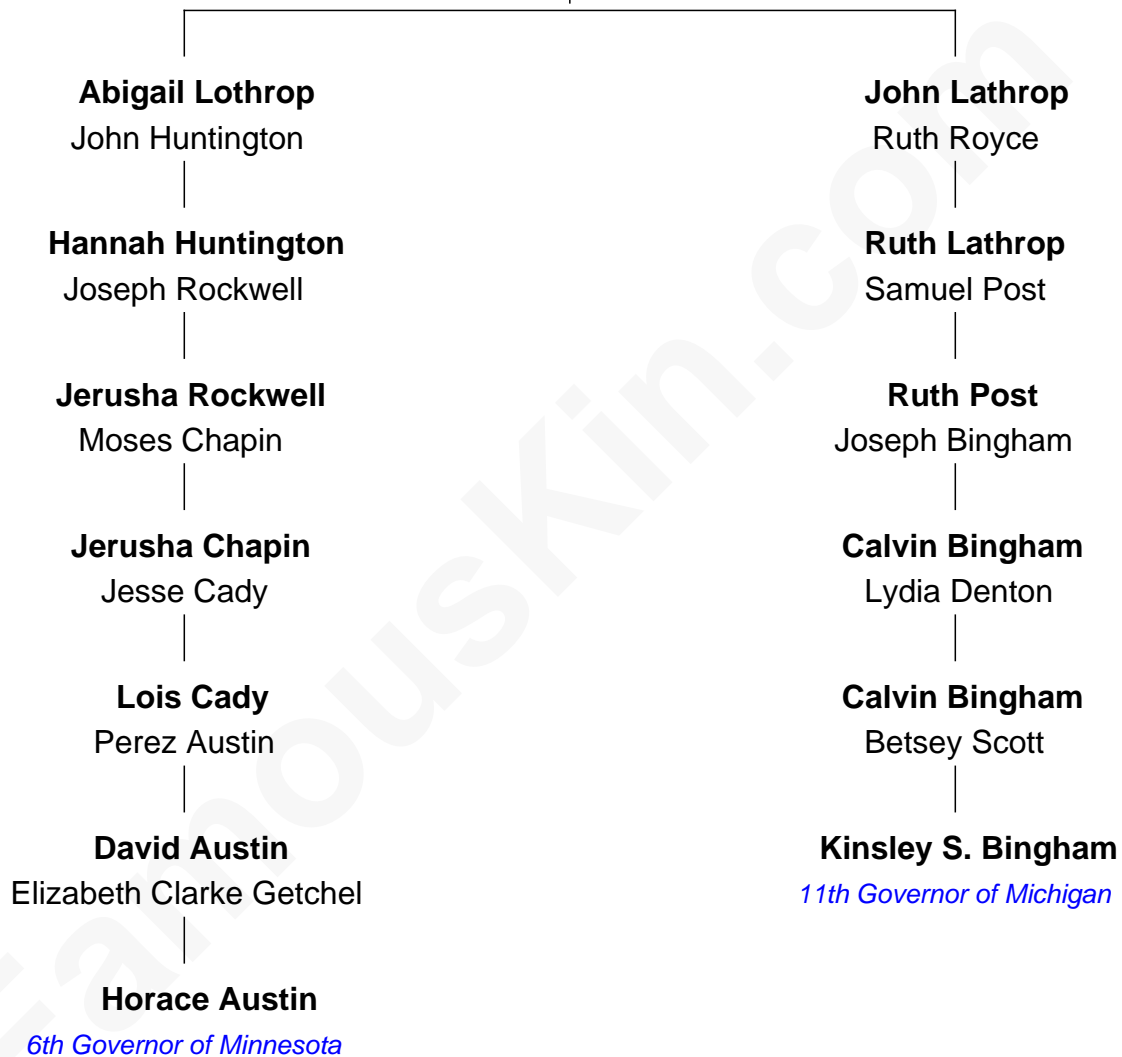 Abigail Lothrop
John Huntington
Hannah Huntington
Joseph Rockwell
Jerusha Rockwell
Moses Chapin
Jerusha Chapin
Jesse Cady
Lois Cady
Perez Austin
David Austin
Elizabeth Clarke Getchel
Horace Austin
6th Governor of Minnesota
John Lathrop
Ruth Royce
Ruth Lathrop
Samuel Post
Ruth Post
Joseph Bingham
Calvin Bingham
Lydia Denton
Calvin Bingham
Betsey Scott
Kinsley S. Bingham
11th Governor of Michigan
FamousKin.com